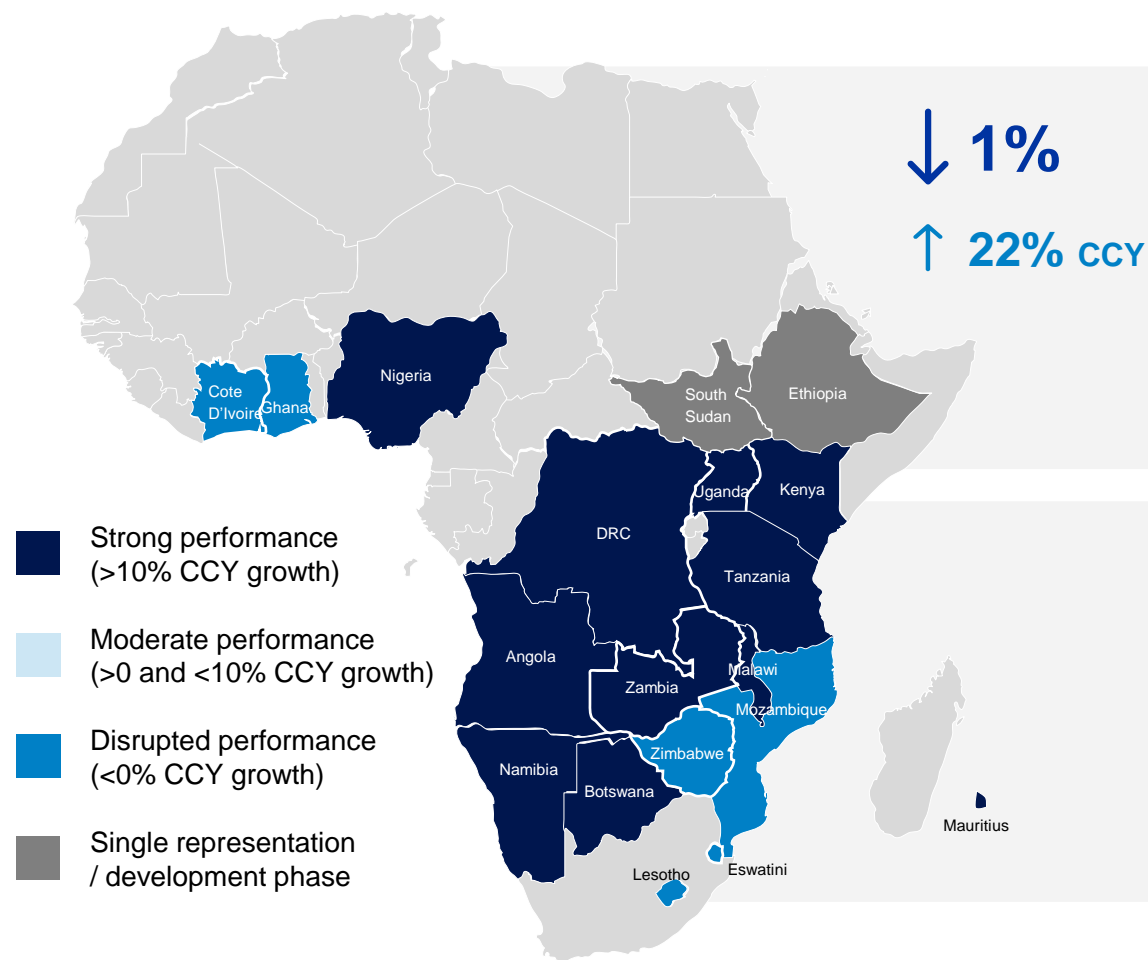 ↓ 1%
↑ 22% CCY
Nigeria
Cote
D'Ivoire
Ghana
South
Sudan
Ethiopia
Uganda
Kenya
DRC
Tanzania
Angola
Malawi
Zambia
Mozambique
Zimbabwe
Namibia
Botswana
Mauritius
Lesotho
Eswatini
Strong performance
(>10% CCY growth)
Moderate performance
(>0 and <10% CCY growth)
Disrupted performance
(<0% CCY growth)
Single representation
/ development phase